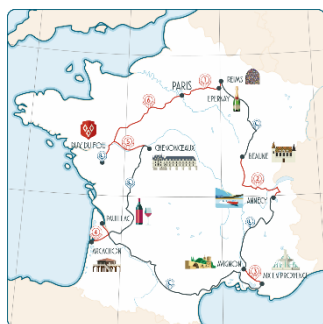 REIMS
PARIS
EPERNAY
PUY DU FOU
CHENONCEAUX
BEAUNE
ANNECY
PAUILLAC
ARCACHON
AVIGNON
AIX EN PROVENCE